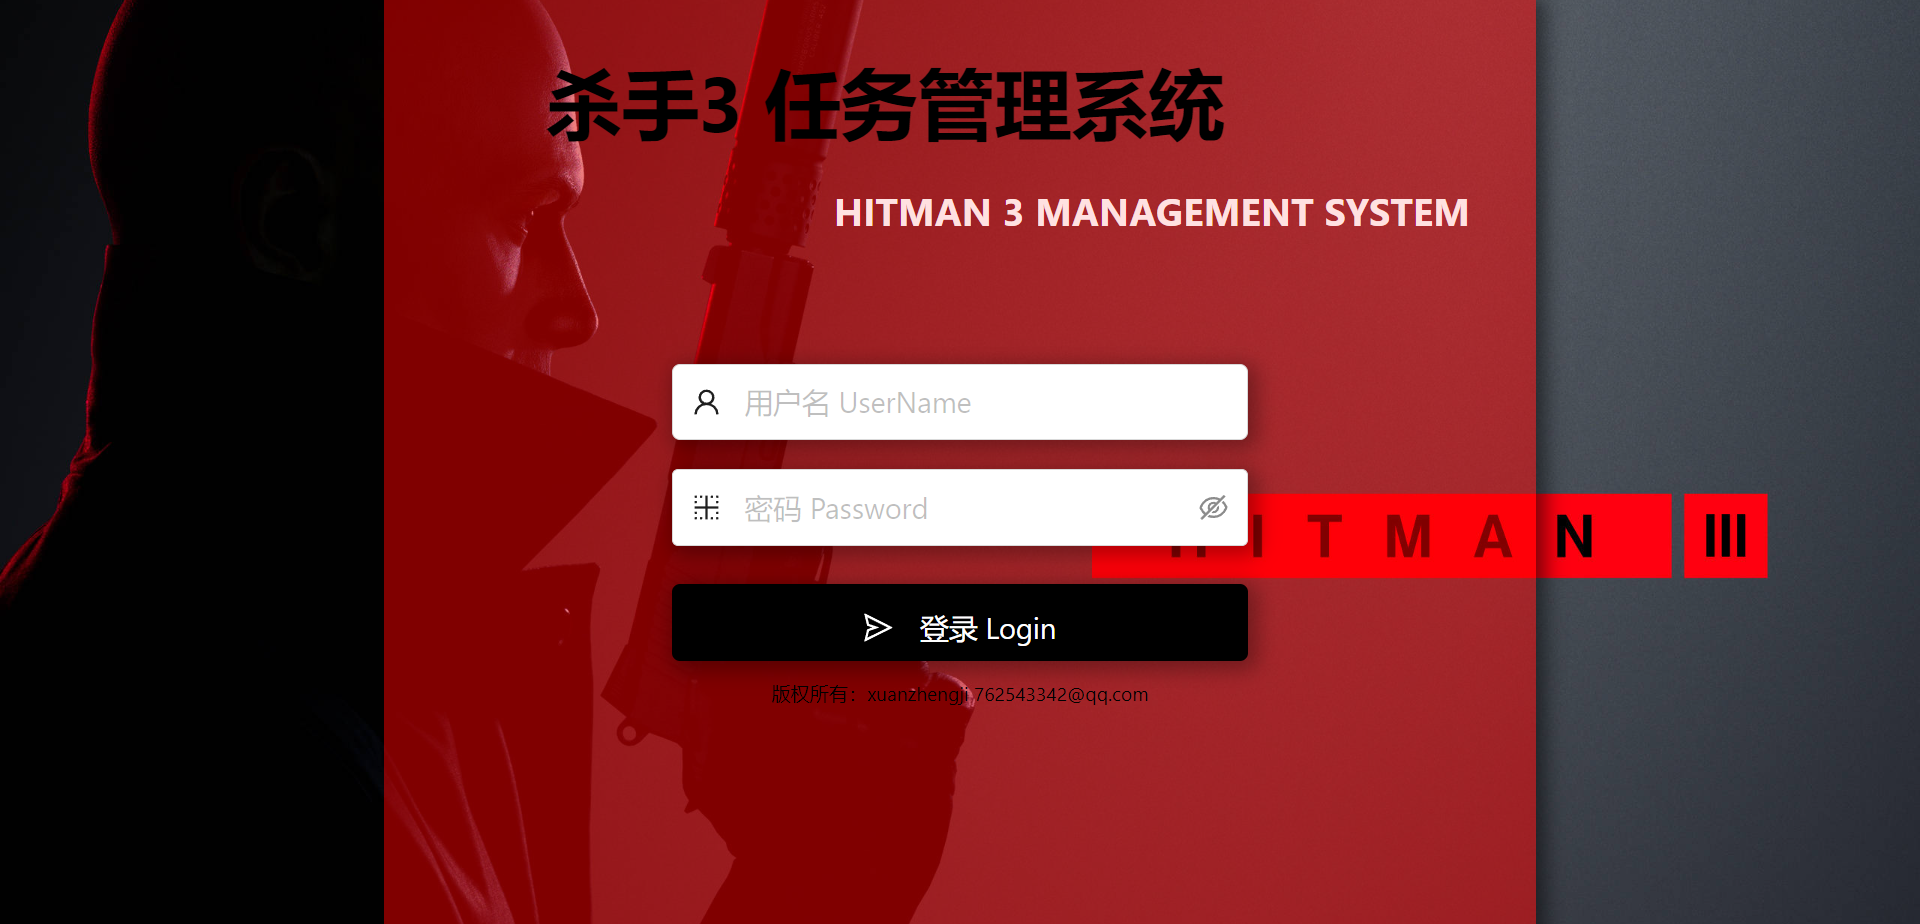 杀手3 任务管理系统
HITMAN 3 MANAGEMENT SYSTEM
用户名 UserName
密码 Password
HITMAN III
登录 Login
版权所有：xuanzhengji 762543342@qq.com